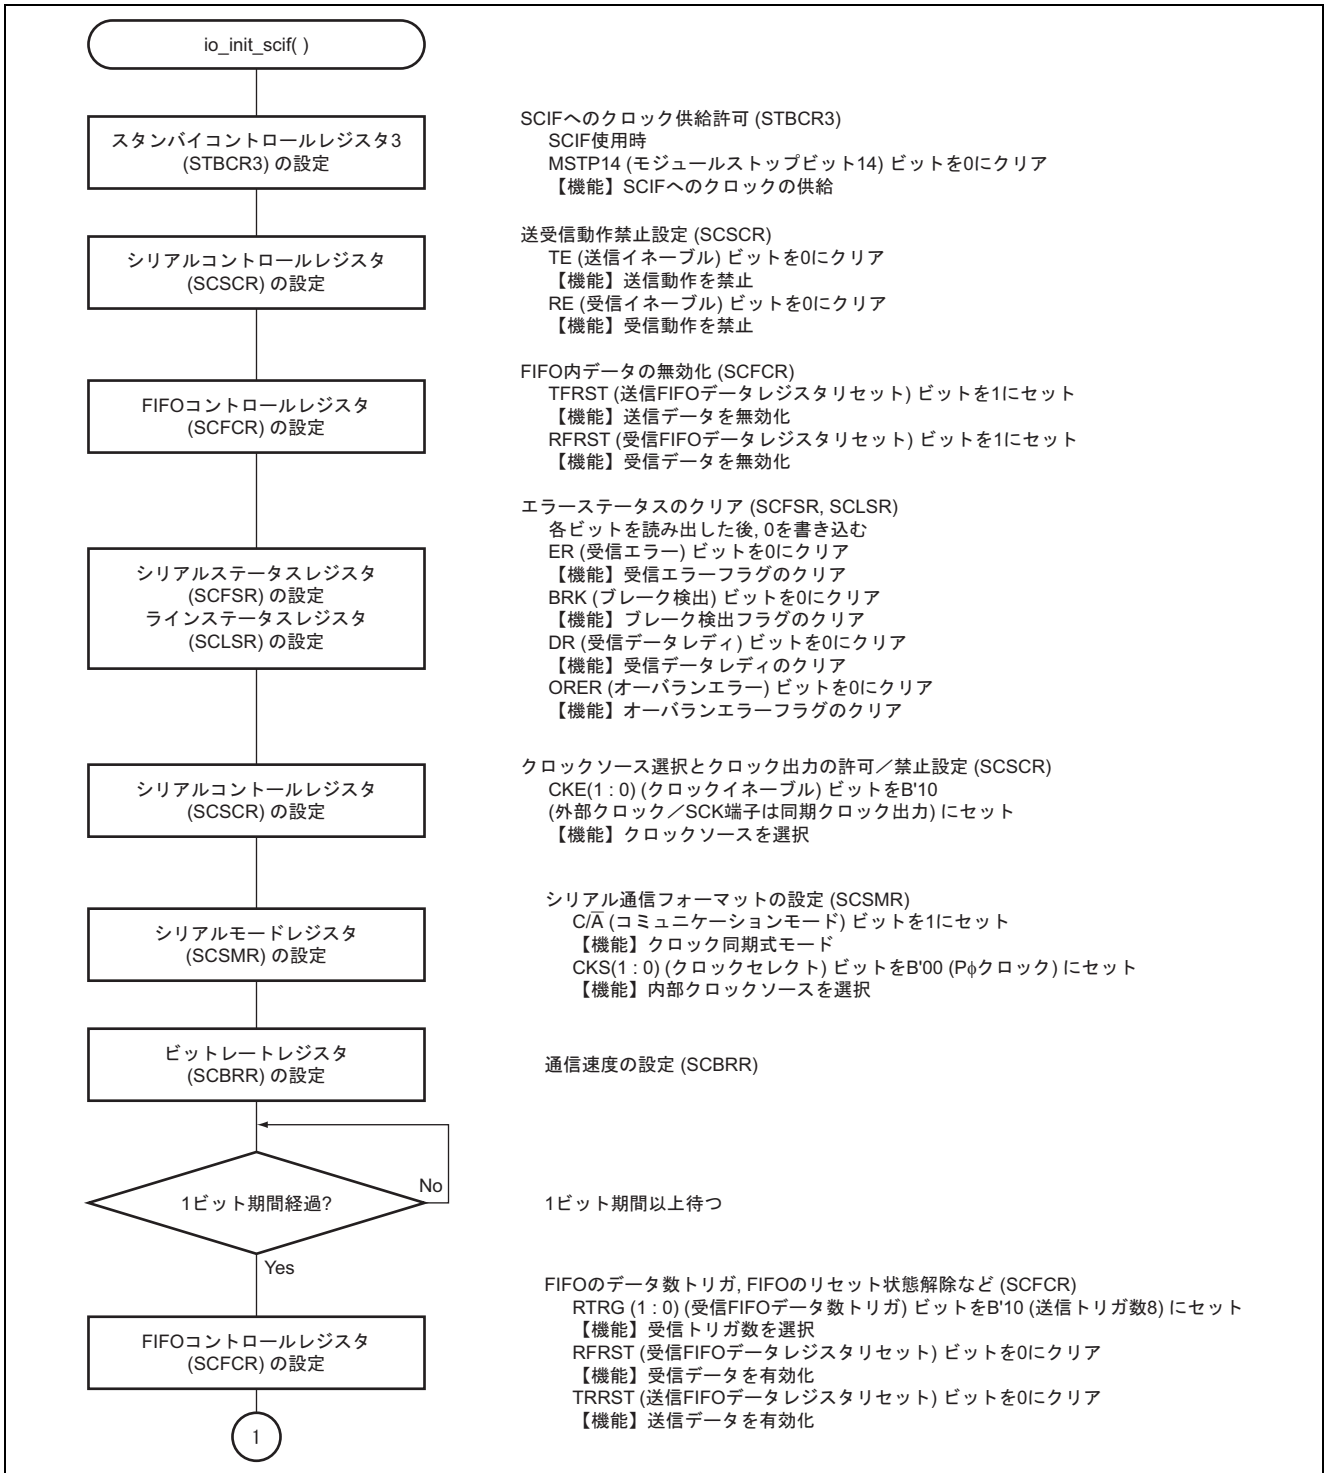 io_init_scif( )
スタンバイコントロールレジスタ3
(STBCR3) の設定
SCIFへのクロック供給許可 (STBCR3)
SCIF使用時
MSTP14 (モジュールストップビット14) ビットを0にクリア
【機能】SCIFへのクロックの供給
シリアルコントロールレジスタ
(SCSCR) の設定
送受信動作禁止設定 (SCSCR)
TE (送信イネーブル) ビットを0にクリア
【機能】送信動作を禁止
RE (受信イネーブル) ビットを0にクリア
【機能】受信動作を禁止
FIFOコントロールレジスタ
(SCFCR) の設定
FIFO内データの無効化 (SCFCR)
TFRST (送信FIFOデータレジスタリセット) ビットを1にセット
【機能】送信データを無効化
RFRST (受信FIFOデータレジスタリセット) ビットを1にセット
【機能】受信データを無効化
シリアルステータスレジスタ
(SCFSR) の設定
ラインステータスレジスタ
(SCLSR) の設定
エラーステータスのクリア (SCFSR, SCLSR)
各ビットを読み出した後, 0を書き込む
ER (受信エラー) ビットを0にクリア
【機能】受信エラーフラグのクリア
BRK (ブレーク検出) ビットを0にクリア
【機能】ブレーク検出フラグのクリア
DR (受信データレディ) ビットを0にクリア
【機能】受信データレディのクリア
ORER (オーバランエラー) ビットを0にクリア
【機能】オーバランエラーフラグのクリア
シリアルコントールレジスタ
(SCSCR) の設定
クロックソース選択とクロック出力の許可／禁止設定 (SCSCR)
CKE(1 : 0) (クロックイネーブル) ビットをB'10
(外部クロック／SCK端子は同期クロック出力) にセット
【機能】クロックソースを選択
シリアルモードレジスタ
(SCSMR) の設定
シリアル通信フォーマットの設定 (SCSMR)
C/A̅ (コミュニケーションモード) ビットを1にセット
【機能】クロック同期式モード
CKS(1 : 0) (クロックセレクト) ビットをB'00 (Pφクロック) にセット
【機能】内部クロックソースを選択
ビットレートレジスタ
(SCBRR) の設定
通信速度の設定 (SCBRR)
1ビット期間経過?
No
1ビット期間以上待つ
Yes
FIFOコントロールレジスタ
(SCFCR) の設定
FIFOのデータ数トリガ, FIFOのリセット状態解除など (SCFCR)
RTRG (1 : 0) (受信FIFOデータ数トリガ) ビットをB'10 (送信トリガ数8) にセット
【機能】受信トリガ数を選択
RFRST (受信FIFOデータレジスタリセット) ビットを0にクリア
【機能】受信データを有効化
TRRST (送信FIFOデータレジスタリセット) ビットを0にクリア
【機能】送信データを有効化
1